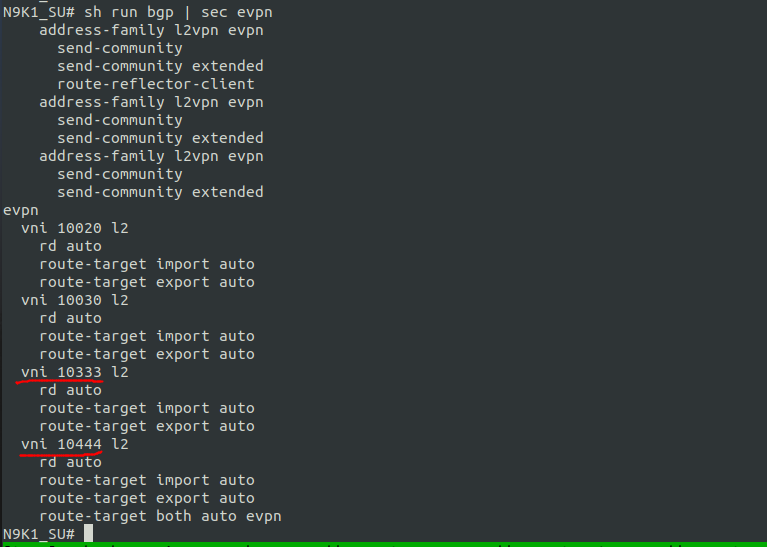 N9K1_SU# sh run bgp | sec evpn
address-family l2vpn evpn
send-community
send-community extended
route-reflector-client
address-family l2vpn evpn
send-community
send-community extended
address-family l2vpn evpn
send-community
send-community extended
evpn
vni 10020 l2
rd auto
route-target import auto
route-target export auto
vni 10030 l2
rd auto
route-target import auto
route-target export auto
vni 10333 l2
rd auto
route-target import auto
route-target export auto
vni 10444 l2
rd auto
route-target import auto
route-target export auto
route-target both auto evpn
N9K1_SU#